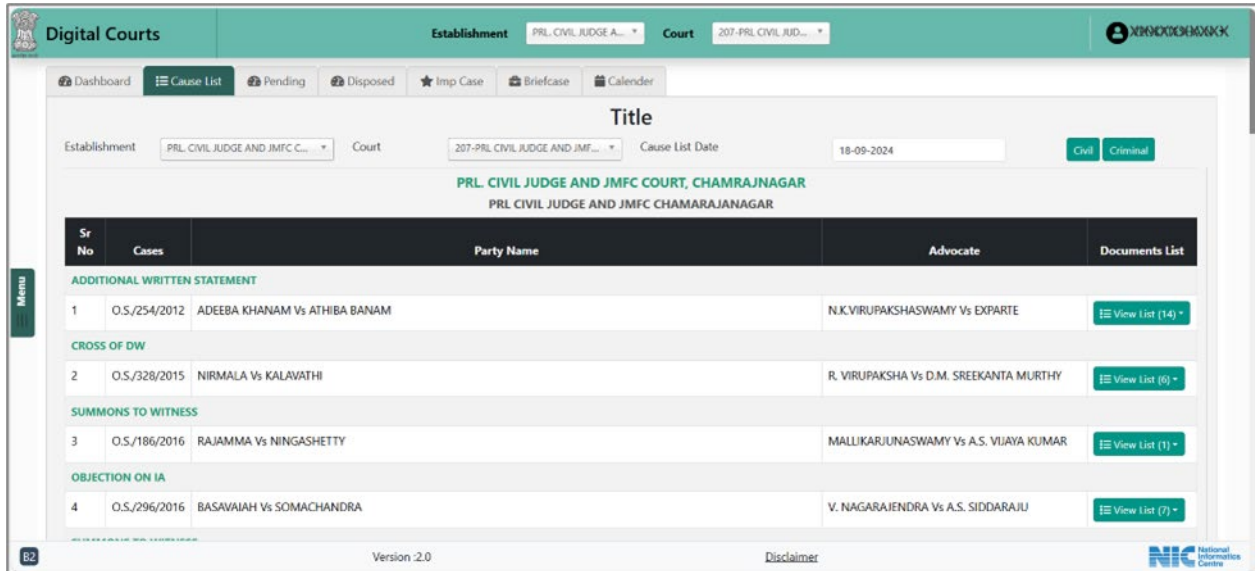 Digital Courts
Establishment PRL. CIVIL JUDGE A... Court 207-PRL CIVIL JUD...
Dashboard Cause List Pending Disposed Imp Case Briefcase Calender
Title
Establishment PRL. CIVIL JUDGE AND JMFC C... Court 207-PRL CIVIL JUDGE AND JMF... Cause List Date 18-09-2024 Civil Criminal
PRL. CIVIL JUDGE AND JMFC COURT, CHAMRAJNAGAR
PRL CIVIL JUDGE AND JMFC CHAMARAJANAGAR
Sr No Cases Party Name Advocate Documents List
ADDITIONAL WRITTEN STATEMENT
1 O.S./254/2012 ADEEBA KHANAM Vs ATHIBA BANAM N.K.VIRUPAKSHASWAMY Vs EXPARTE View List (14)
CROSS OF DW
2 O.S./328/2015 NIRMALA Vs KALAVATHI R. VIRUPAKSHA Vs D.M. SREEKANTA MURTHY View List (6)
SUMMONS TO WITNESS
3 O.S./186/2016 RAJAMMA Vs NINGASHETTY MALLIKARJUNASWAMY Vs A.S. VIJAYA KUMAR View List (1)
OBJECTION ON IA
4 O.S./296/2016 BASAVAIAH Vs SOMACHANDRA V. NAGARAJENDRA Vs A.S. SIDDARAJU View List (7)
Menu
B2 Version :2.0 Disclaimer NIC National Informatics Centre